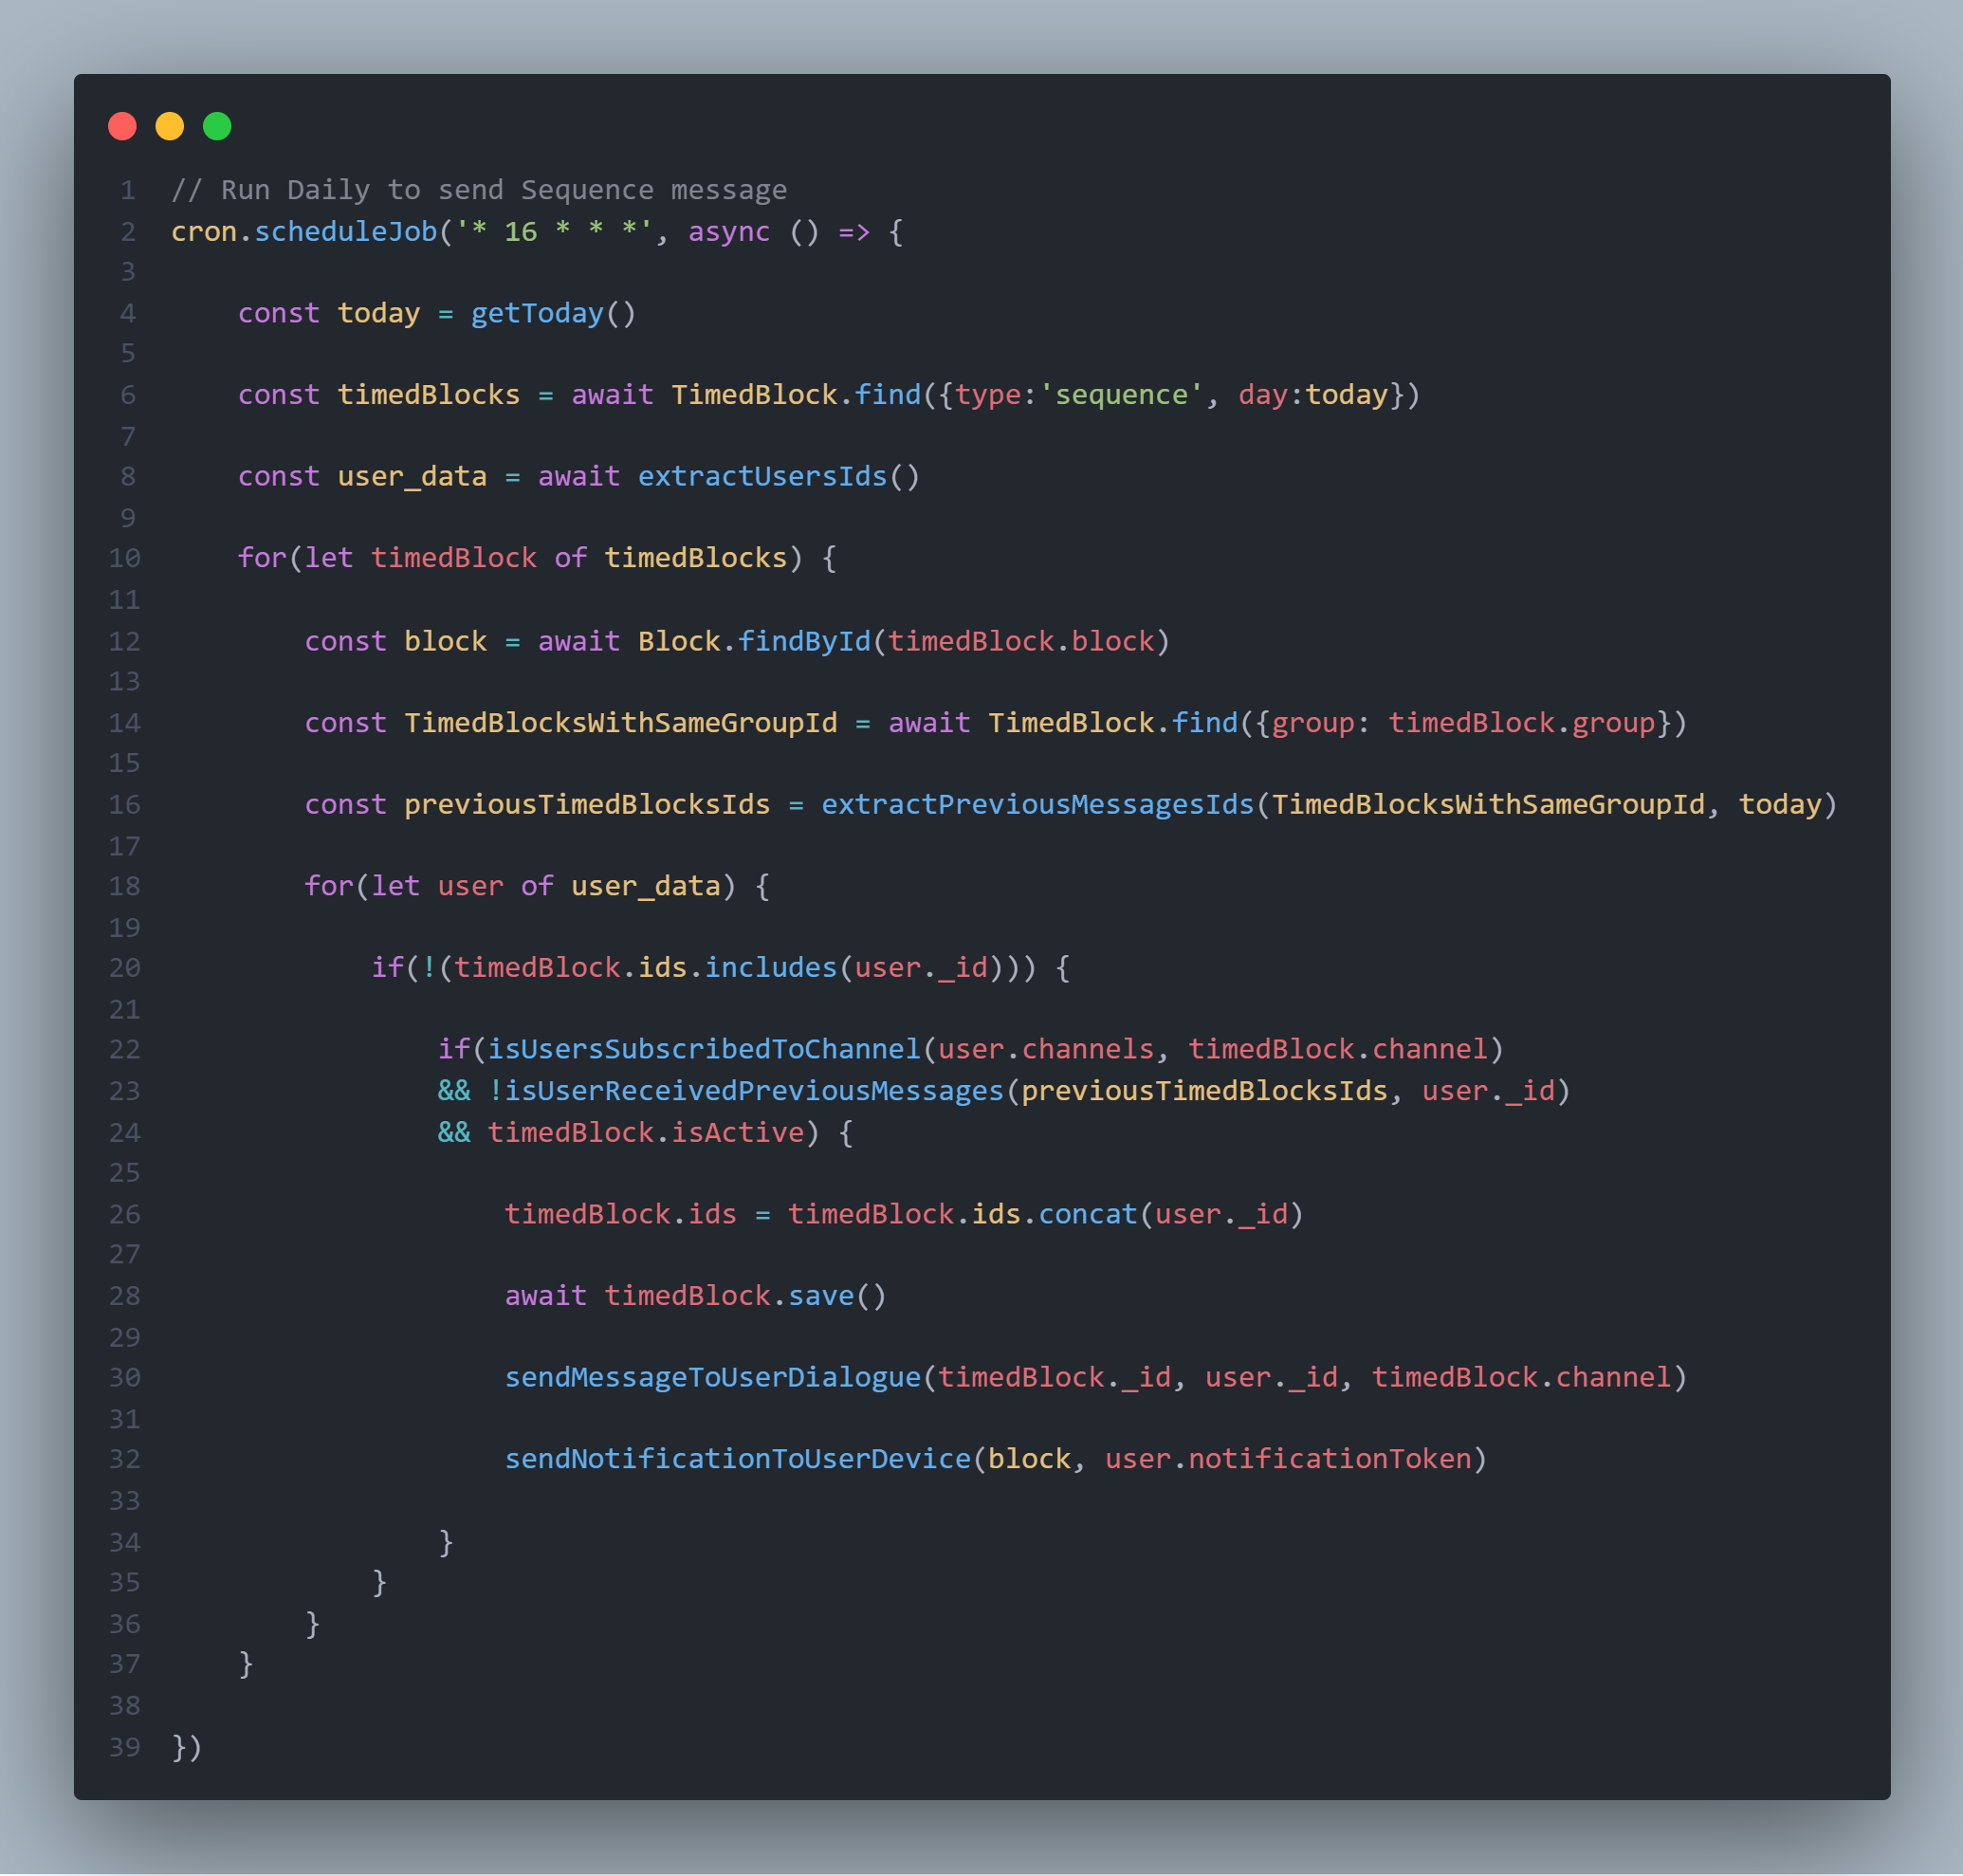 1 // Run Daily to send Sequence message
2 cron.scheduleJob('* 16 * * *', async () => {
3
4     const today = getToday()
5
6     const timedBlocks = await TimedBlock.find({type:'sequence', day:today})
7
8     const user_data = await extractUsersIds()
9
10     for(let timedBlock of timedBlocks) {
11
12         const block = await Block.findById(timedBlock.block)
13
14         const TimedBlocksWithSameGroupId = await TimedBlock.find({group: timedBlock.group})
15
16         const previousTimedBlocksIds = extractPreviousMessagesIds(TimedBlocksWithSameGroupId, today)
17
18         for(let user of user_data) {
19
20             if(!(timedBlock.ids.includes(user._id))) {
21
22                 if(isUsersSubscribedToChannel(user.channels, timedBlock.channel)
23                 && !isUserReceivedPreviousMessages(previousTimedBlocksIds, user._id)
24                 && timedBlock.isActive) {
25
26                     timedBlock.ids = timedBlock.ids.concat(user._id)
27
28                     await timedBlock.save()
29
30                     sendMessageToUserDialogue(timedBlock._id, user._id, timedBlock.channel)
31
32                     sendNotificationToUserDevice(block, user.notificationToken)
33
34                 }
35             }
36         }
37     }
38
39 })